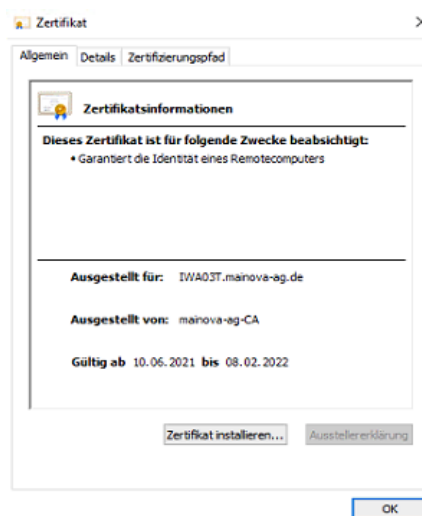 Zertifikat
Allgemein Details Zertifizierungspfad
Zertifikatsinformationen
Dieses Zertifikat ist für folgende Zwecke beabsichtigt:
• Garantiert die Identität eines Remotecomputers
Ausgestellt für: IWA03T.mainova-ag.de
Ausgestellt von: mainova-ag-CA
Gültig ab 10.06.2021 bis 08.02.2022
Zertifikat installieren... Ausstellererklärung
OK